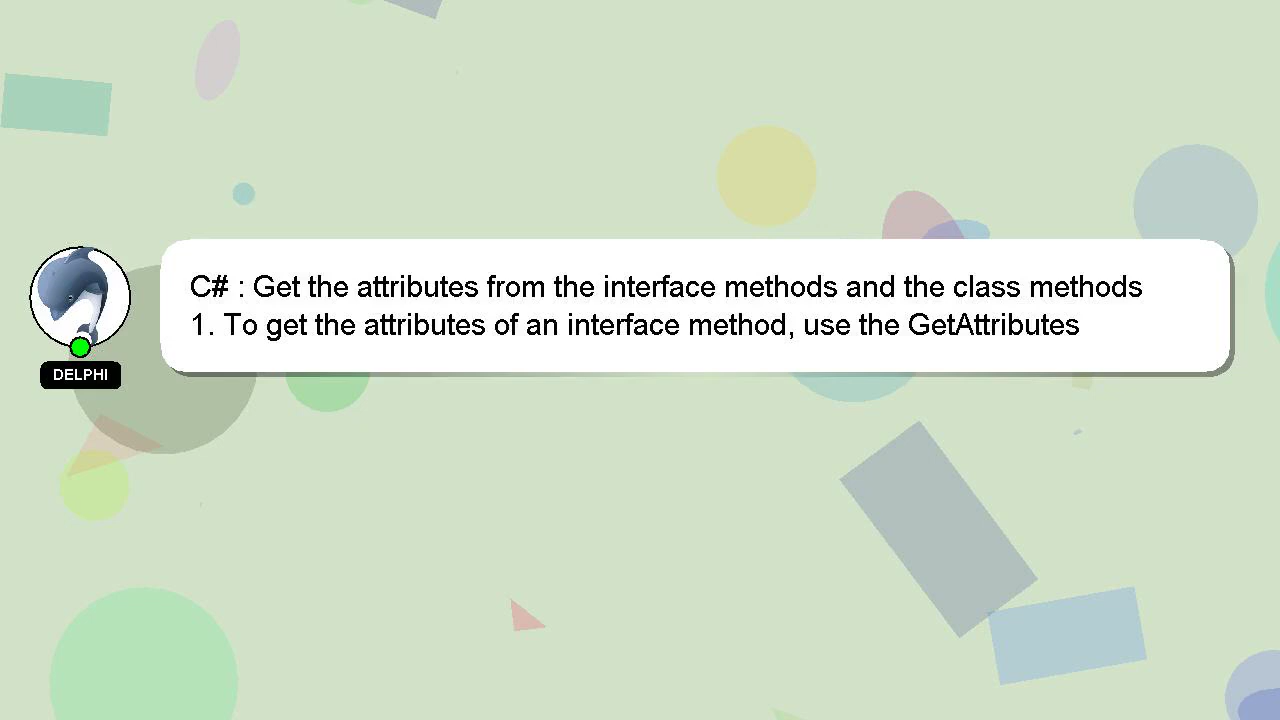 C# : Get the attributes from the interface methods and the class methods
1. To get the attributes of an interface method, use the GetAttributes
DELPHI